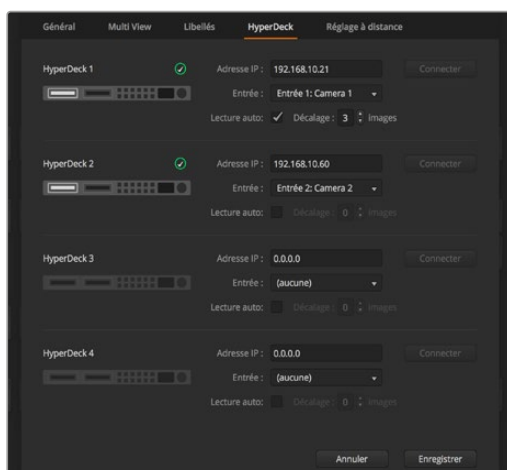 Général Multi View Libellés HyperDeck Réglage à distance
HyperDeck 1 Adresse IP : 192.168.10.21 Connecter
Entrée : Entrée 1: Camera 1
Lecture auto: Décalage : 3 images
HyperDeck 2 Adresse IP : 192.168.10.60 Connecter
Entrée : Entrée 2: Camera 2
Lecture auto: Décalage : 0 images
HyperDeck 3 Adresse IP : 0.0.0.0 Connecter
Entrée : (aucune)
Lecture auto: Décalage : 0 images
HyperDeck 4 Adresse IP : 0.0.0.0 Connecter
Entrée : (aucune)
Lecture auto: Décalage : 0 images
Annuler Enregistrer